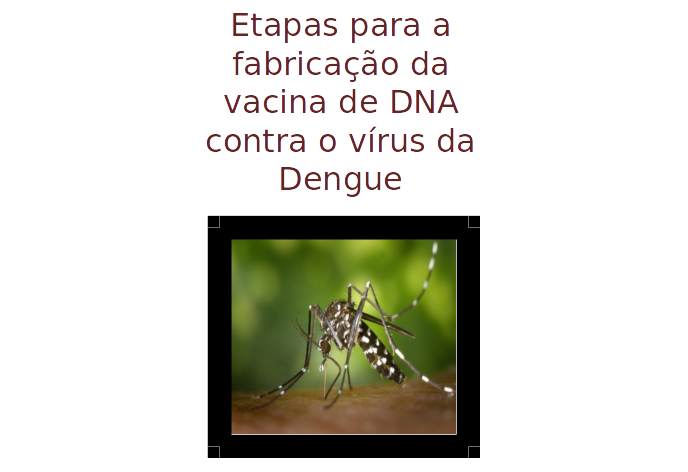 Etapas para a
fabricação da
vacina de DNA
contra o vírus da
Dengue